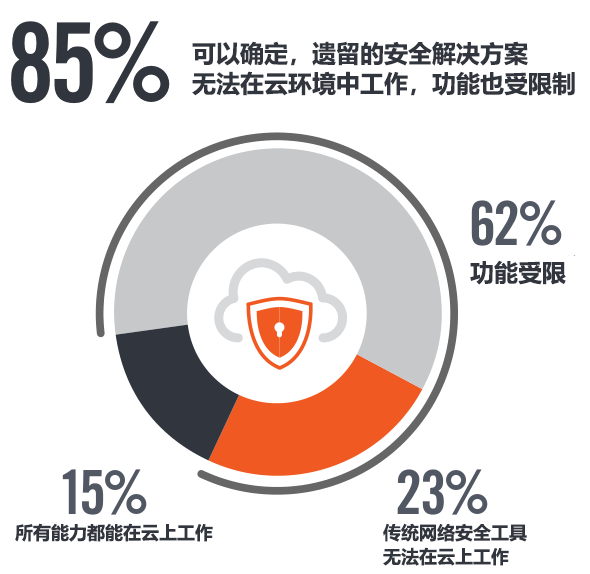 85%
可以确定，遗留的安全解决方案
无法在云环境中工作，功能也受限制
62%
功能受限
15%
所有能力都能在云上工作
23%
传统网络安全工具
无法在云上工作